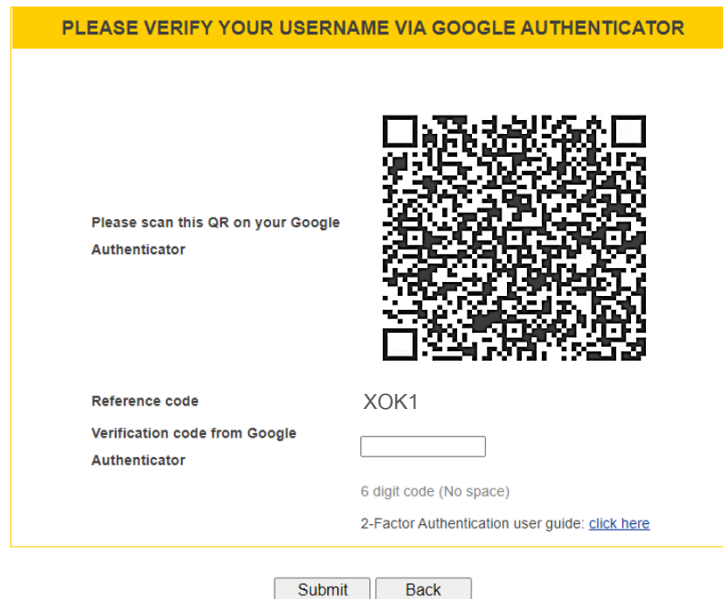 PLEASE VERIFY YOUR USERNAME VIA GOOGLE AUTHENTICATOR
Please scan this QR on your Google
Authenticator
Reference code
XOK1
Verification code from Google
Authenticator
6 digit code (No space)
2-Factor Authentication user guide: click here
Submit
Back